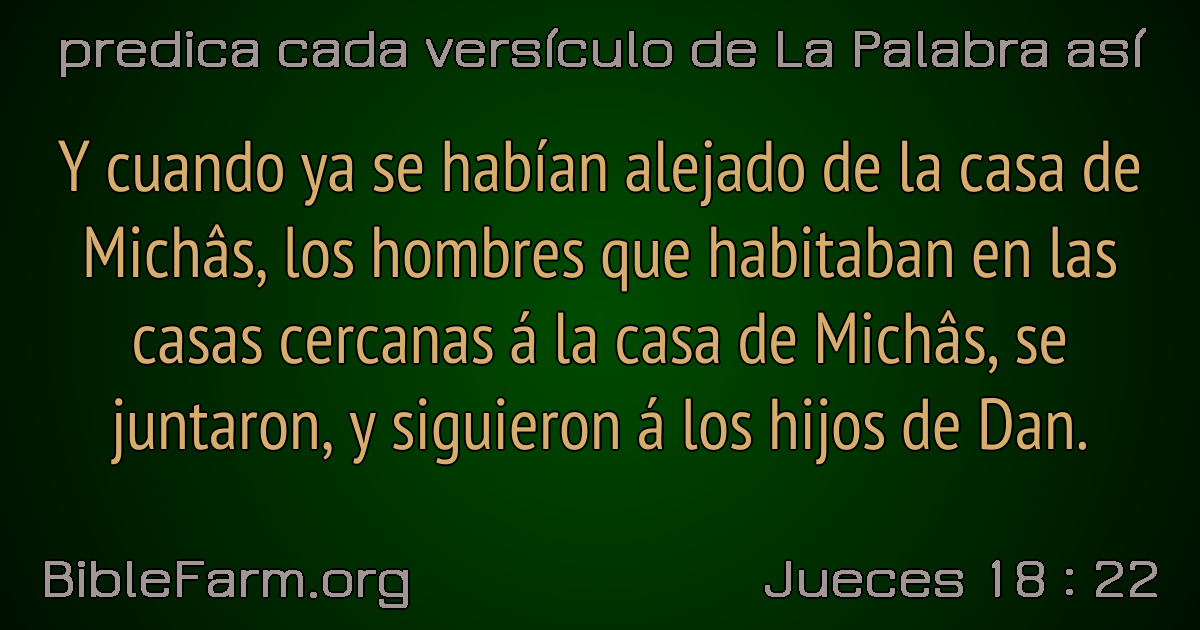 predica cada versículo de La Palabra así
Y cuando ya se habían alejado de la casa de
Michâs, los hombres que habitaban en las
casas cercanas á la casa de Michâs, se
juntaron, y siguieron á los hijos de Dan.
BibleFarm.org
Jueces 18 : 22